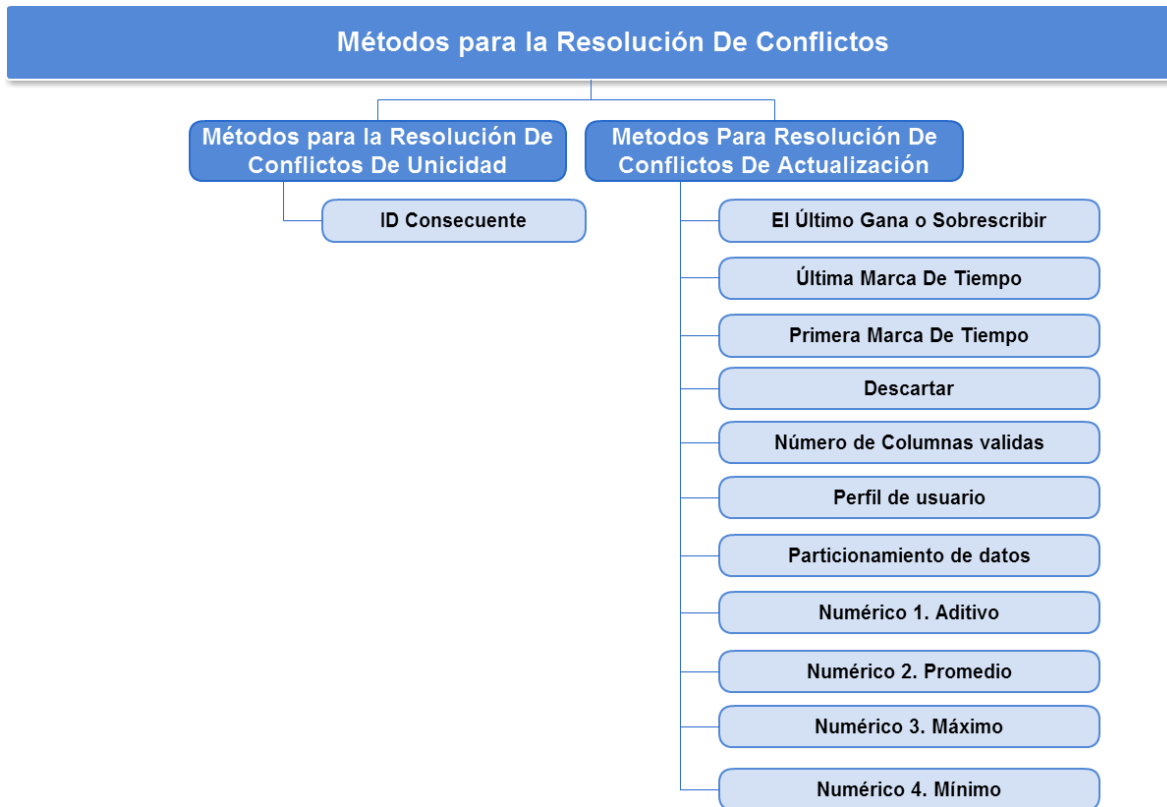 Métodos para la Resolución De Conflictos
Métodos para la Resolución De
Conflictos De Unicidad
ID Consecuente
Metodos Para Resolución De
Conflictos De Actualización
El Último Gana o Sobrescribir
Última Marca De Tiempo
Primera Marca De Tiempo
Descartar
Número de Columnas validas
Perfil de usuario
Particionamiento de datos
Numérico 1. Aditivo
Numérico 2. Promedio
Numérico 3. Máximo
Numérico 4. Mínimo